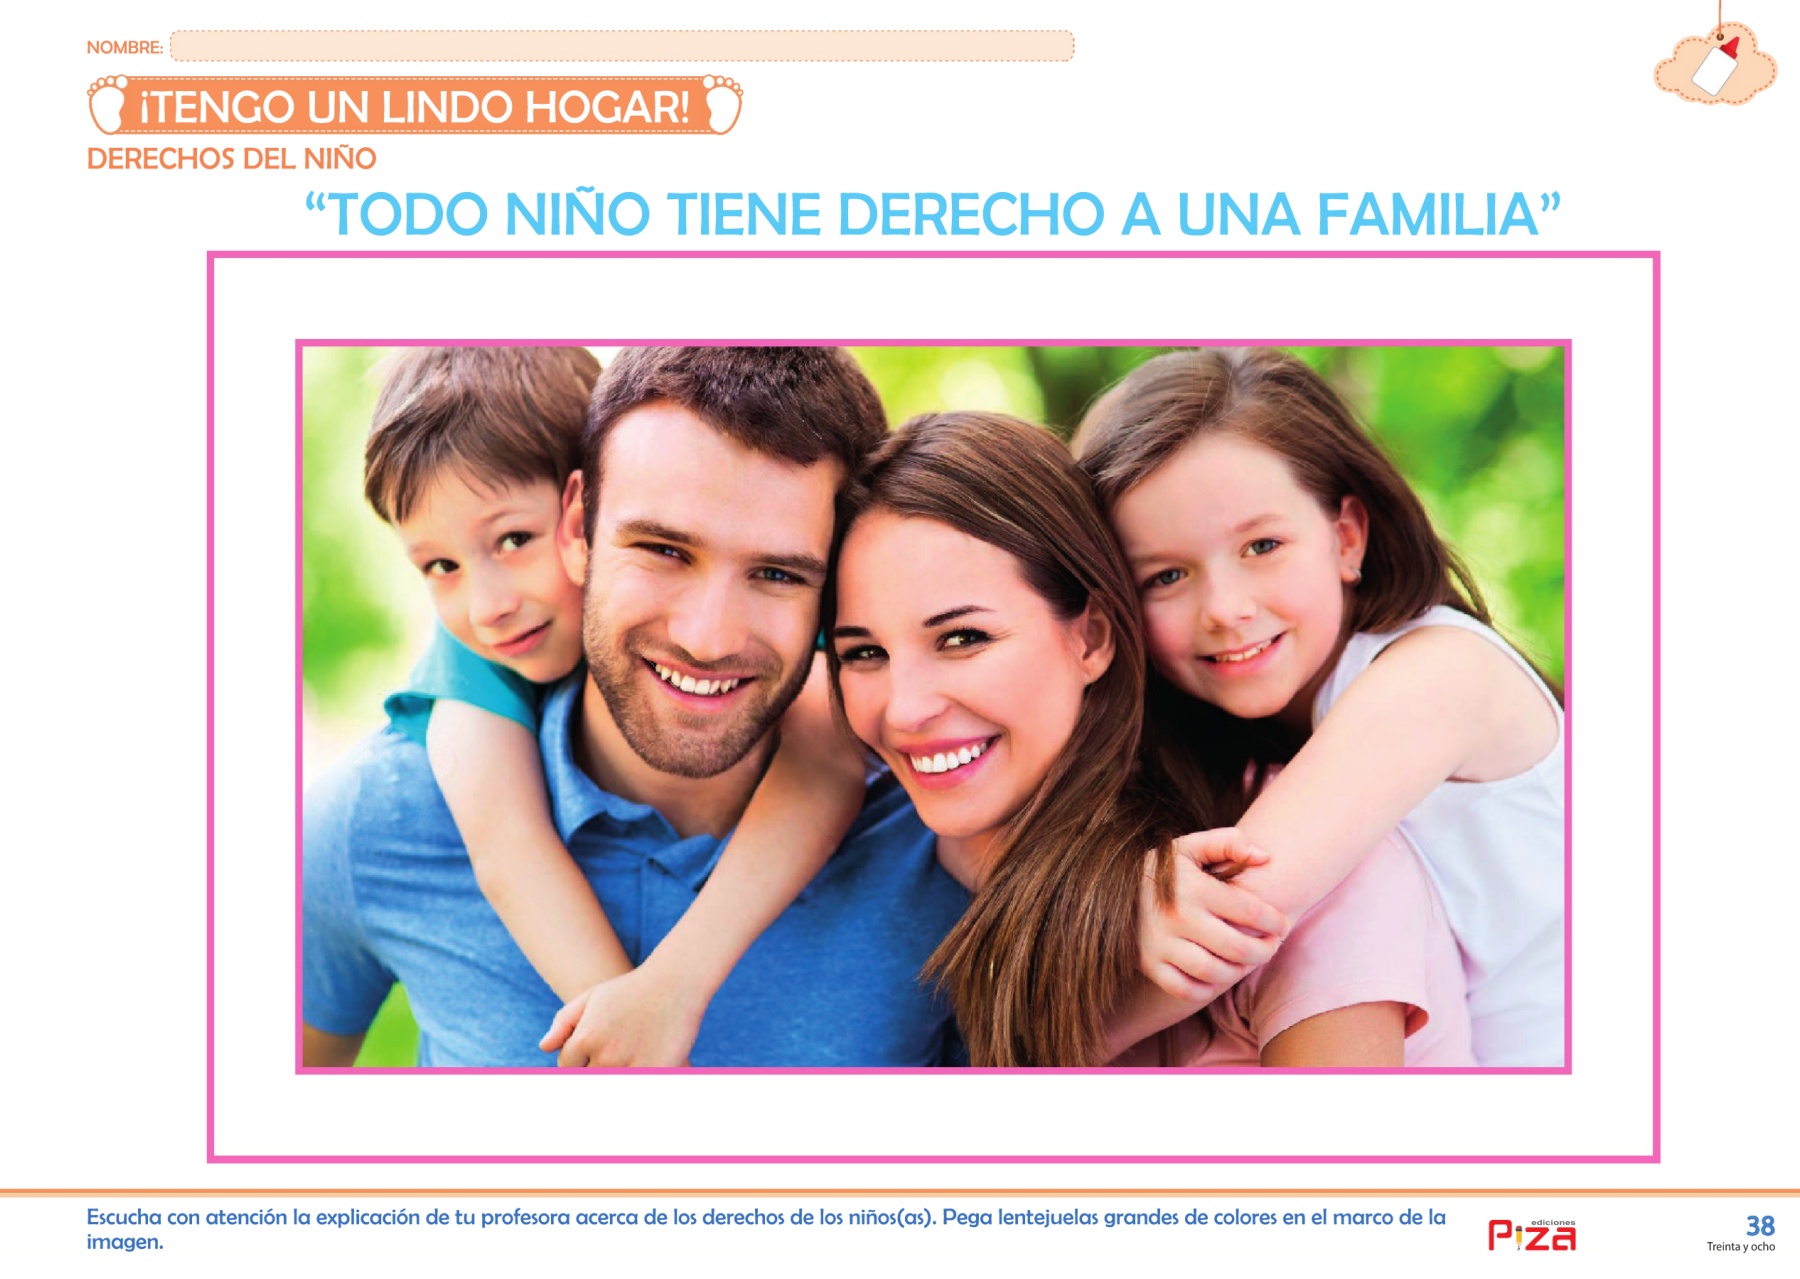 NOMBRE:
¡TENGO UN LINDO HOGAR!
DERECHOS DEL NIÑO
“TODO NIÑO TIENE DERECHO A UNA FAMILIA”
Escucha con atención la explicación de tu profesora acerca de los derechos de los niños(as). Pega lentejuelas grandes de colores en el marco de la
imagen.
ediciones
Piza
38
Treinta y ocho